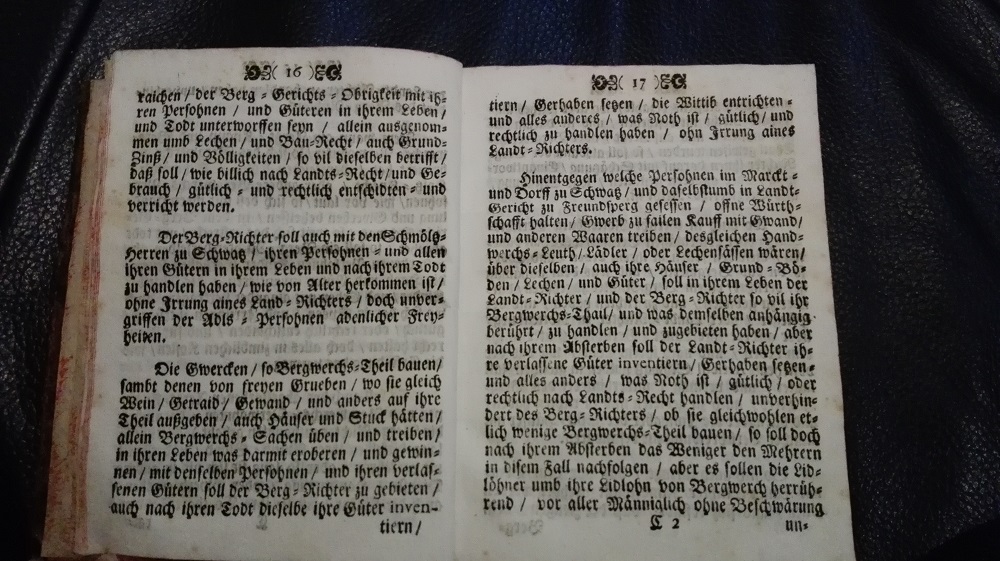 ( 16 )
raichen / der Berg = Gerichts = Obrigkeit mit ih=
ren Persohnen / und Güteren in ihrem Leben /
und Todt unterworffen seyn / allein ausgenom=
men umb Lechen / und Bau=Recht / auch Grund=
Zinß / und Völligkeiten / so vil dieselben betrifft /
daß soll / wie billich nach Landts=Recht / und Ge=
brauch / gütlich = und rechtlich entschidten = und
verricht werden.
Der Berg=Richter soll auch mit den Schmöltz=
Herren zu Schwatz / ihren Persohnen = und allen
ihren Gütern in ihrem Leben und nach ihrem Todt
zu handlen haben / wie von Alter herkommen ist /
ohne Irrung aines Land=Richters / doch unver=
griffen der Adls = Persohnen adenlicher Frey=
heiten.
Die Gwercken / so Bergwerchs=Theil bauen /
sambt denen von freyen Grueben / wo sie gleich
Wein / Getraid / Gewand / und anders auf ihre
Theil außgeben / auch Häuser und Stuck hätten /
allein Bergwerchs = Sachen üben / und treiben /
in ihren Leben was darmit eroberen / und gewin=
nen / mit denselben Persohnen / und ihren verlas=
senen Gütern soll der Berg=Richter zu gebieten /
auch nach ihren Todt dieselbe ihre Güter inven=
tiern /
( 17 )
tiern / Gerhaben setzen / die Wittib entrichten =
und alles anderes / was Noth ist / gütlich / und
rechtlich zu handlen haben / ohn Irrung aines
Landt=Richters.
Hinentgegen welche Persohnen im Marckt =
und Dorff zu Schwatz / und daselbstumb in Landt=
Gericht zu Freundsperg gesessen / offne Würth=
schafft halten / Gwerb zu failen Kauff mit Gwand /
und anderen Waaren treiben / desgleichen Hand=
werchs=Leuth / Lädler / oder Lechensässen wären /
über dieselben / auch ihre Häuser / Grund=Bö=
den / Lechen / und Güter / soll in ihrem Leben der
Landt=Richter / und der Berg=Richter so vil ihr
Bergwerchs=Thail / und was demselben anhängig
berührt / zu handlen / und zugebieten haben / aber
nach ihrem Absterben soll der Landt=Richter ih=
re verlassene Güter inventiern / Gerhaben setzen=
und alles anders / was Noth ist / gütlich / oder
rechtlich nach Landts=Recht handlen / unverhin=
dert des Berg=Richters / ob sie gleichwohlen et=
lich wenige Bergwerchs=Theil bauen / so soll doch
nach ihrem Absterben das Weniger den Mehrern
in disem Fall nachfolgen / aber es sollen die Lid=
löhner umb ihre Lidlohn von Bergwerch herrüh=
rend / vor aller Männiglich ohne Beschwärung
C 2
un=